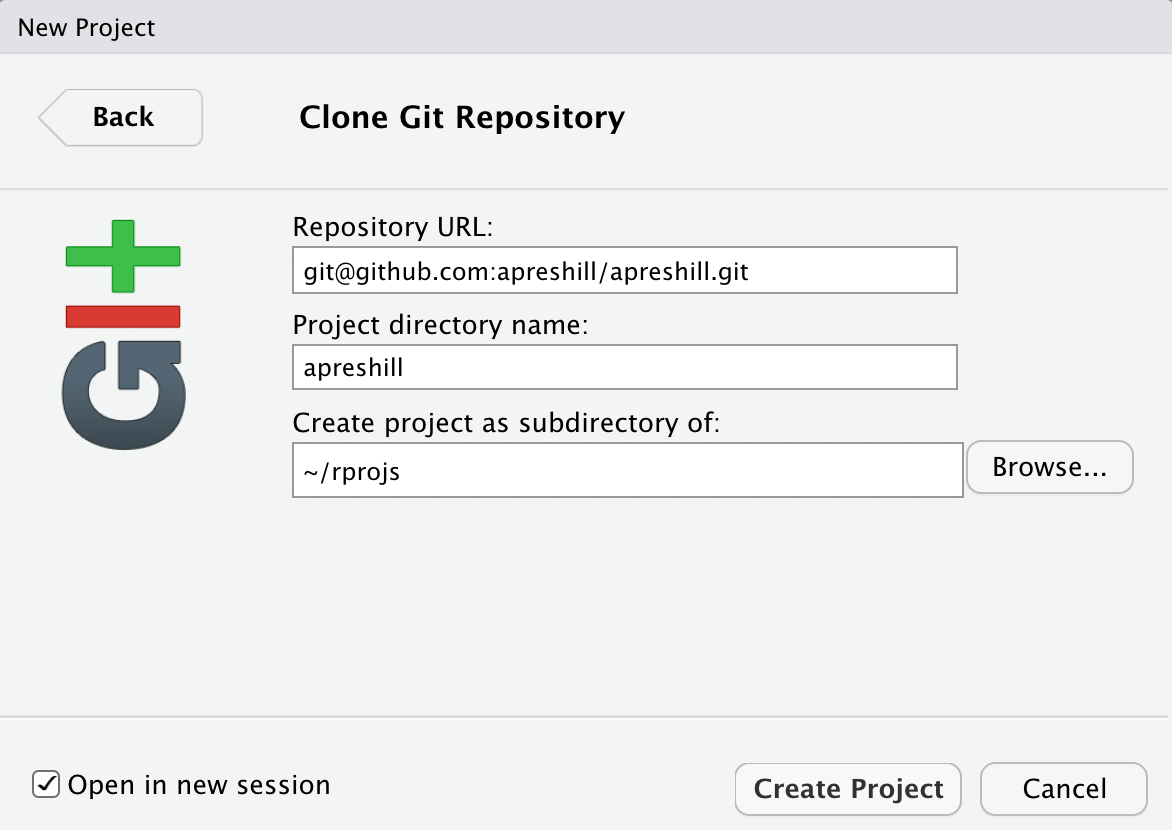 New Project
Back
Clone Git Repository
GIT
Repository URL:
git@github.com:apreshill/apreshill.git
Project directory name:
apreshill
Create project as subdirectory of:
~/rprojs
Browse...
Open in new session
Create Project
Cancel